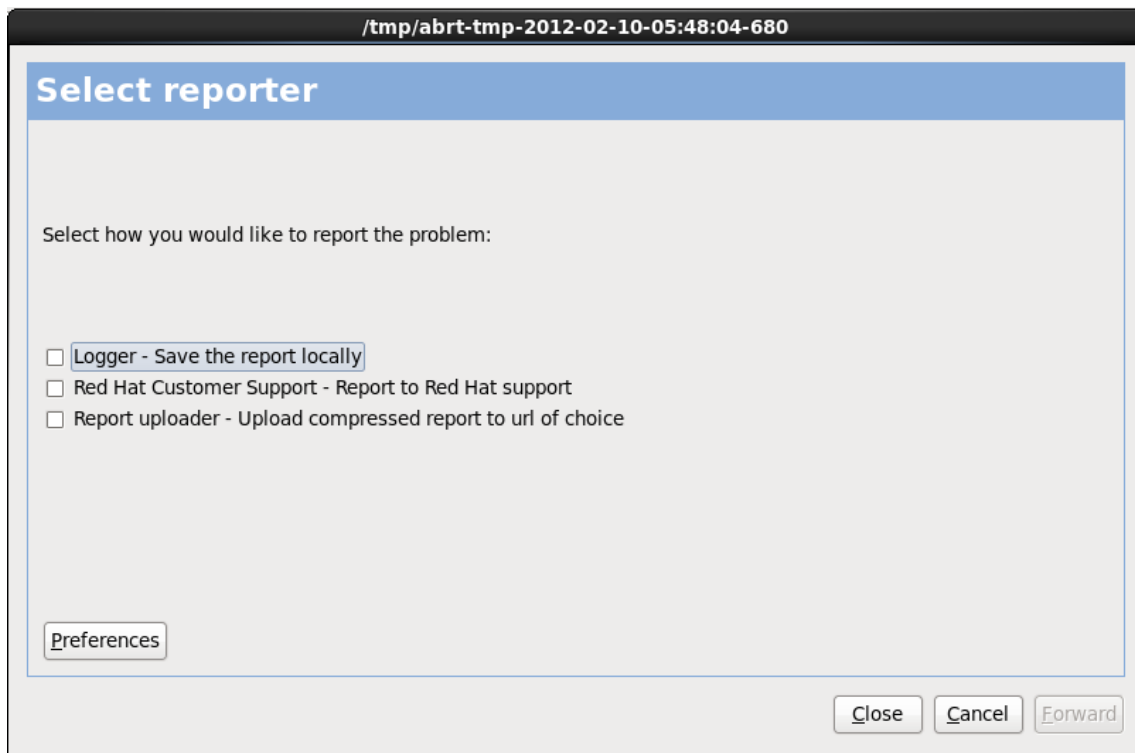 /tmp/abrt-tmp-2012-02-10-05:48:04-680
Select reporter
Select how you would like to report the problem:
Logger - Save the report locally
Red Hat Customer Support - Report to Red Hat support
Report uploader - Upload compressed report to url of choice
Preferences
Close Cancel Forward